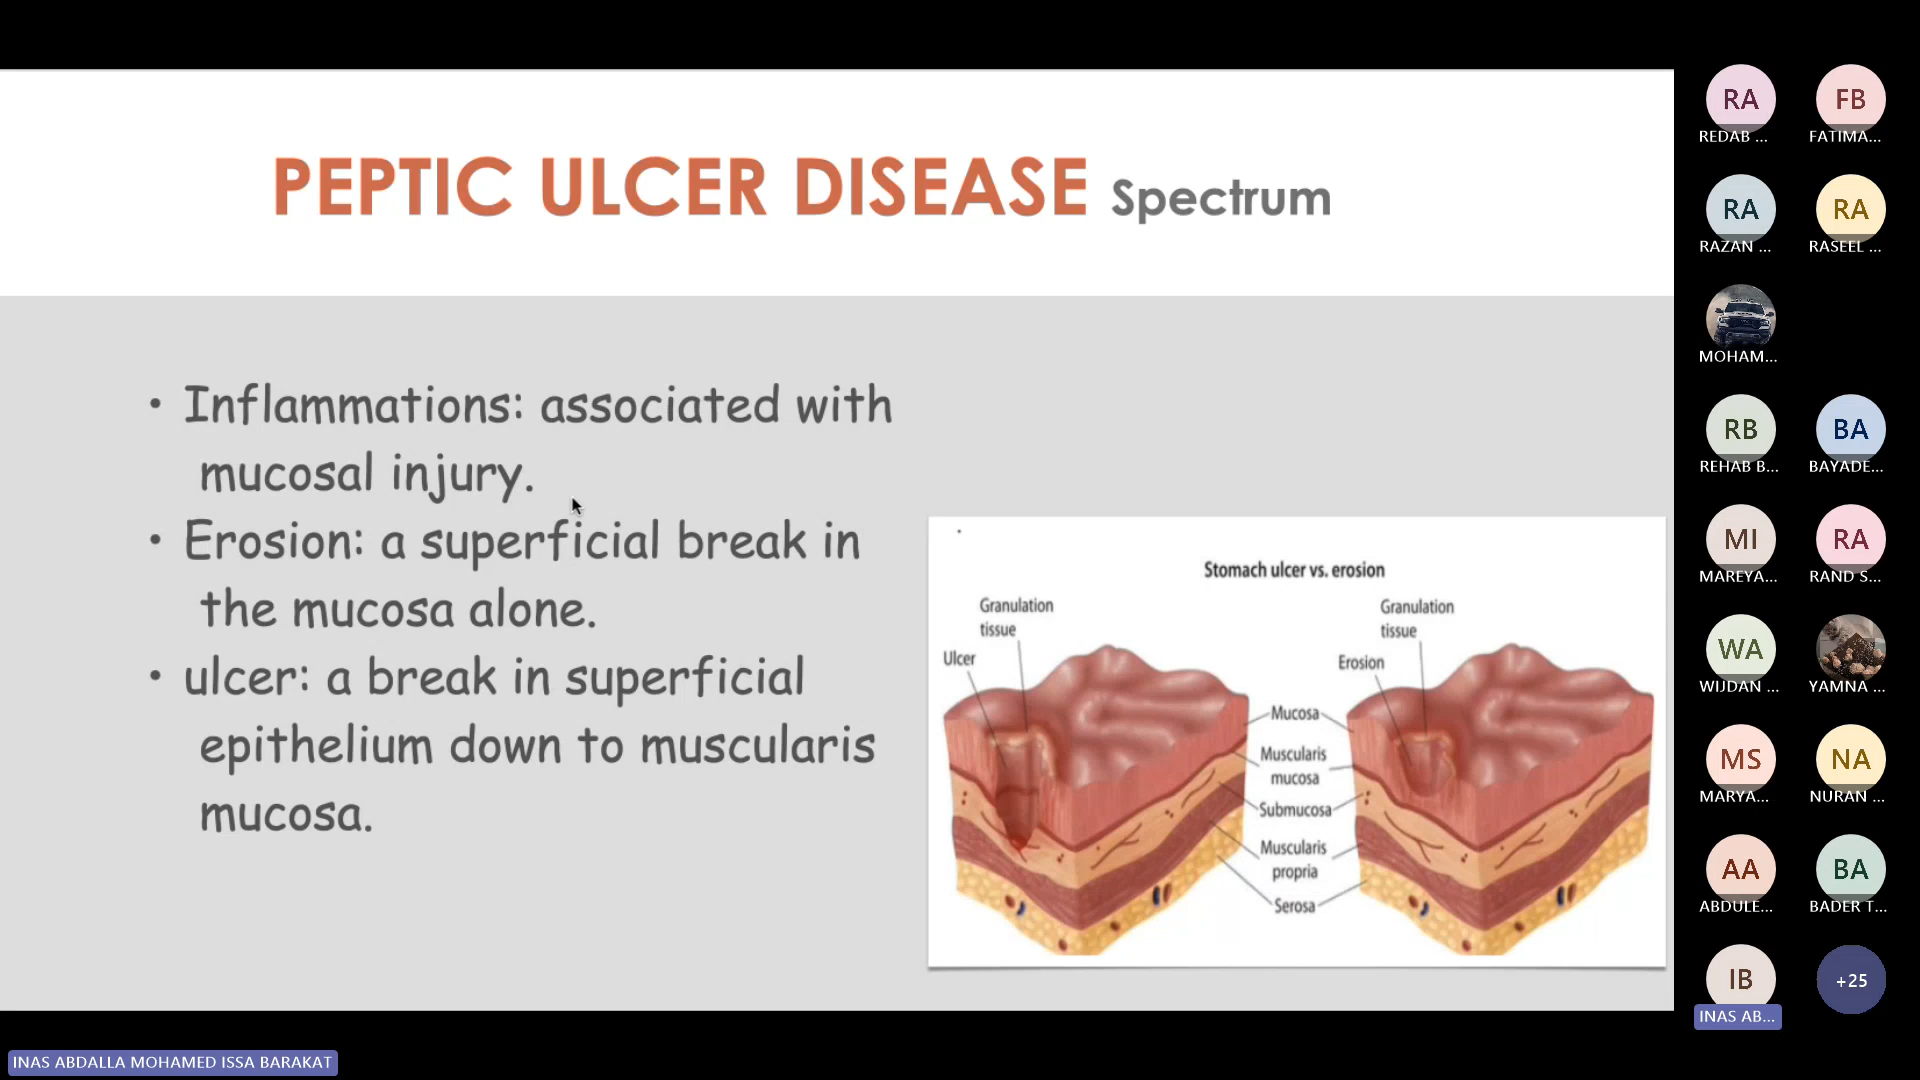 PEPTIC ULCER DISEASE Spectrum
• Inflammations: associated with
mucosal injury.
• Erosion: a superficial break in
the mucosa alone.
• ulcer: a break in superficial
epithelium down to muscularis
mucosa.
Stomach ulcer vs. erosion
Granulation
tissue
Ulcer
Granulation
tissue
Erosion
Mucosa
Muscularis
mucosa
Submucosa
Muscularis
propria
Serosa
RA
REDAB ...
FB
FATIMA...
RA
RAZAN ...
RA
RASEEL ...
MOHAM...
RB
REHAB B...
BA
BAYADE...
MI
MAREYA...
RA
RAND S...
WA
WIJDAN ...
YAMNA ...
MS
MARYA...
NA
NURAN ...
AA
ABDULE...
BA
BADER T...
IB
INAS AB...
+25
INAS ABDALLA MOHAMED ISSA BARAKAT